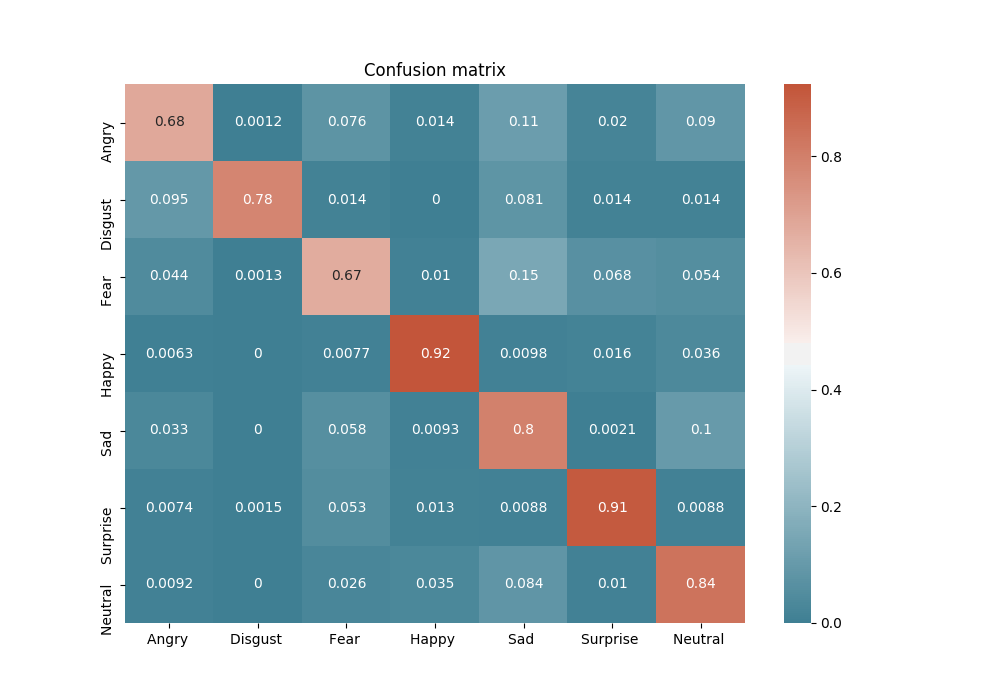 Confusion matrix
Angry 0.68 0.0012 0.076 0.014 0.11 0.02 0.09
Disgust 0.095 0.78 0.014 0 0.081 0.014 0.014
Fear 0.044 0.0013 0.67 0.01 0.15 0.068 0.054
Happy 0.0063 0 0.0077 0.92 0.0098 0.016 0.036
Sad 0.033 0 0.058 0.0093 0.8 0.0021 0.1
Surprise 0.0074 0.0015 0.053 0.013 0.0088 0.91 0.0088
Neutral 0.0092 0 0.026 0.035 0.084 0.01 0.84
Angry Disgust Fear Happy Sad Surprise Neutral
0.8
0.6
0.4
0.2
0.0